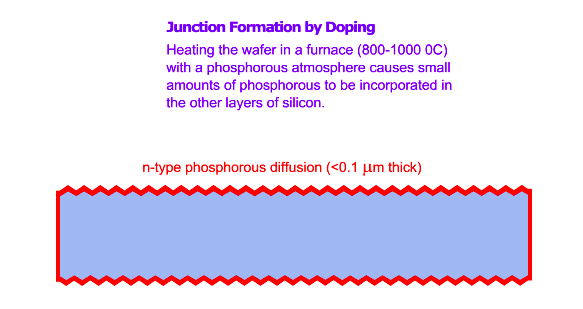 Junction Formation by Doping
Heating the wafer in a furnace (800-1000 0C)
with a phosphorous atmosphere causes small
amounts of phosphorous to be incorporated in
the other layers of silicon.
n-type phosphorous diffusion (<0.1 μm thick)